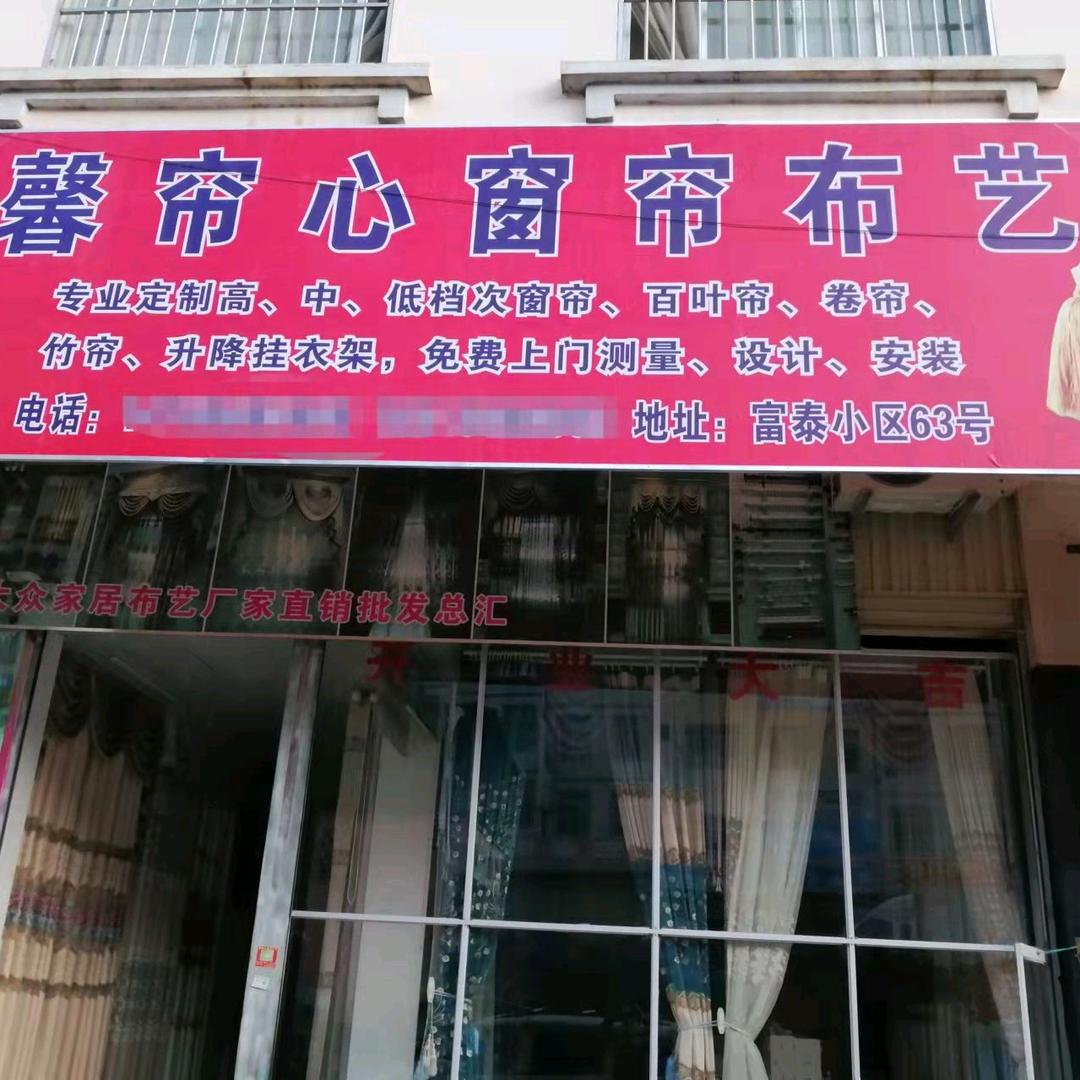 馨帘心窗帘布艺
专业定制高、中、低档次窗帘、百叶帘、卷帘、
竹帘、升降挂衣架，免费上门测量、设计、安装
电话： 地址：富泰小区63号
大众家居布艺厂家直销批发总汇
开业大吉